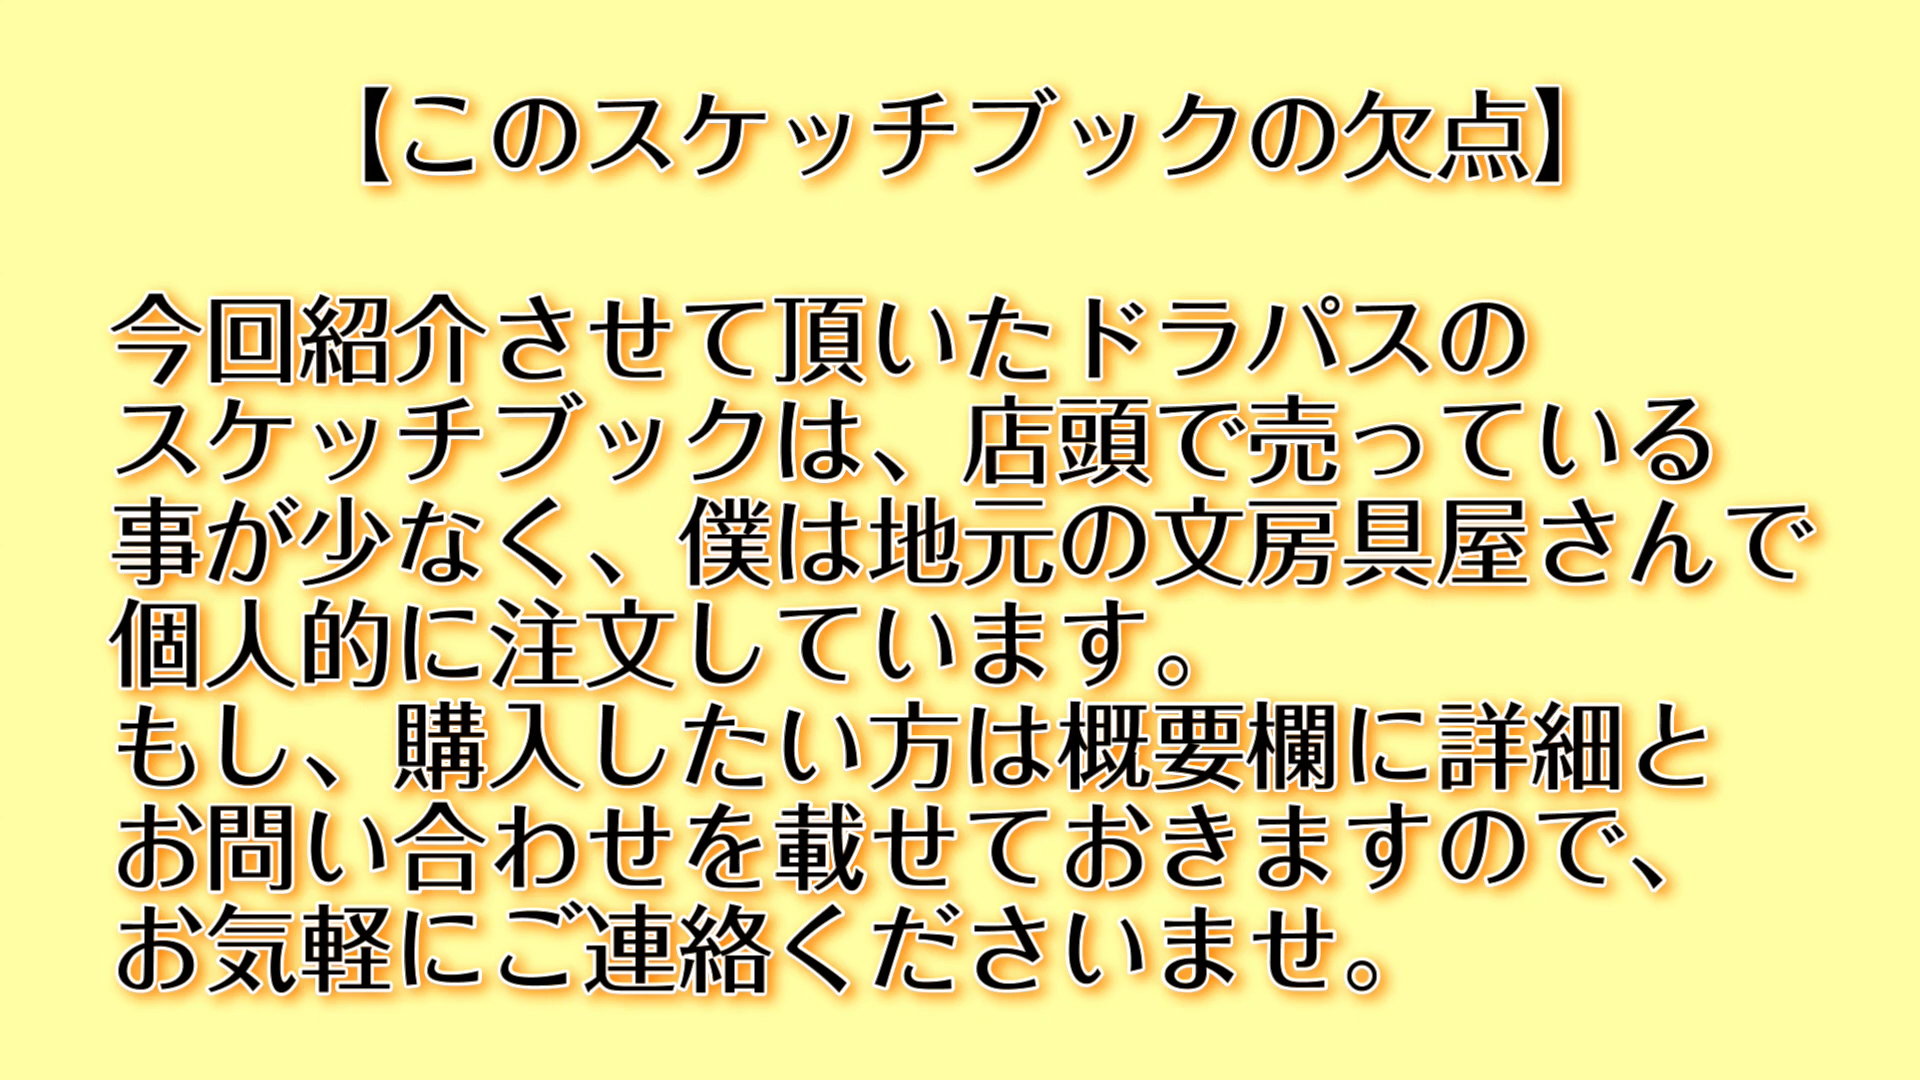 【このスケッチブックの欠点】
今回紹介させて頂いたドラパスの
スケッチブックは、店頭で売っている
事が少なく、僕は地元の文房具屋さんで
個人的に注文しています。
もし、購入したい方は概要欄に詳細と
お問い合わせを載せておきますので、
お気軽にご連絡くださいませ。